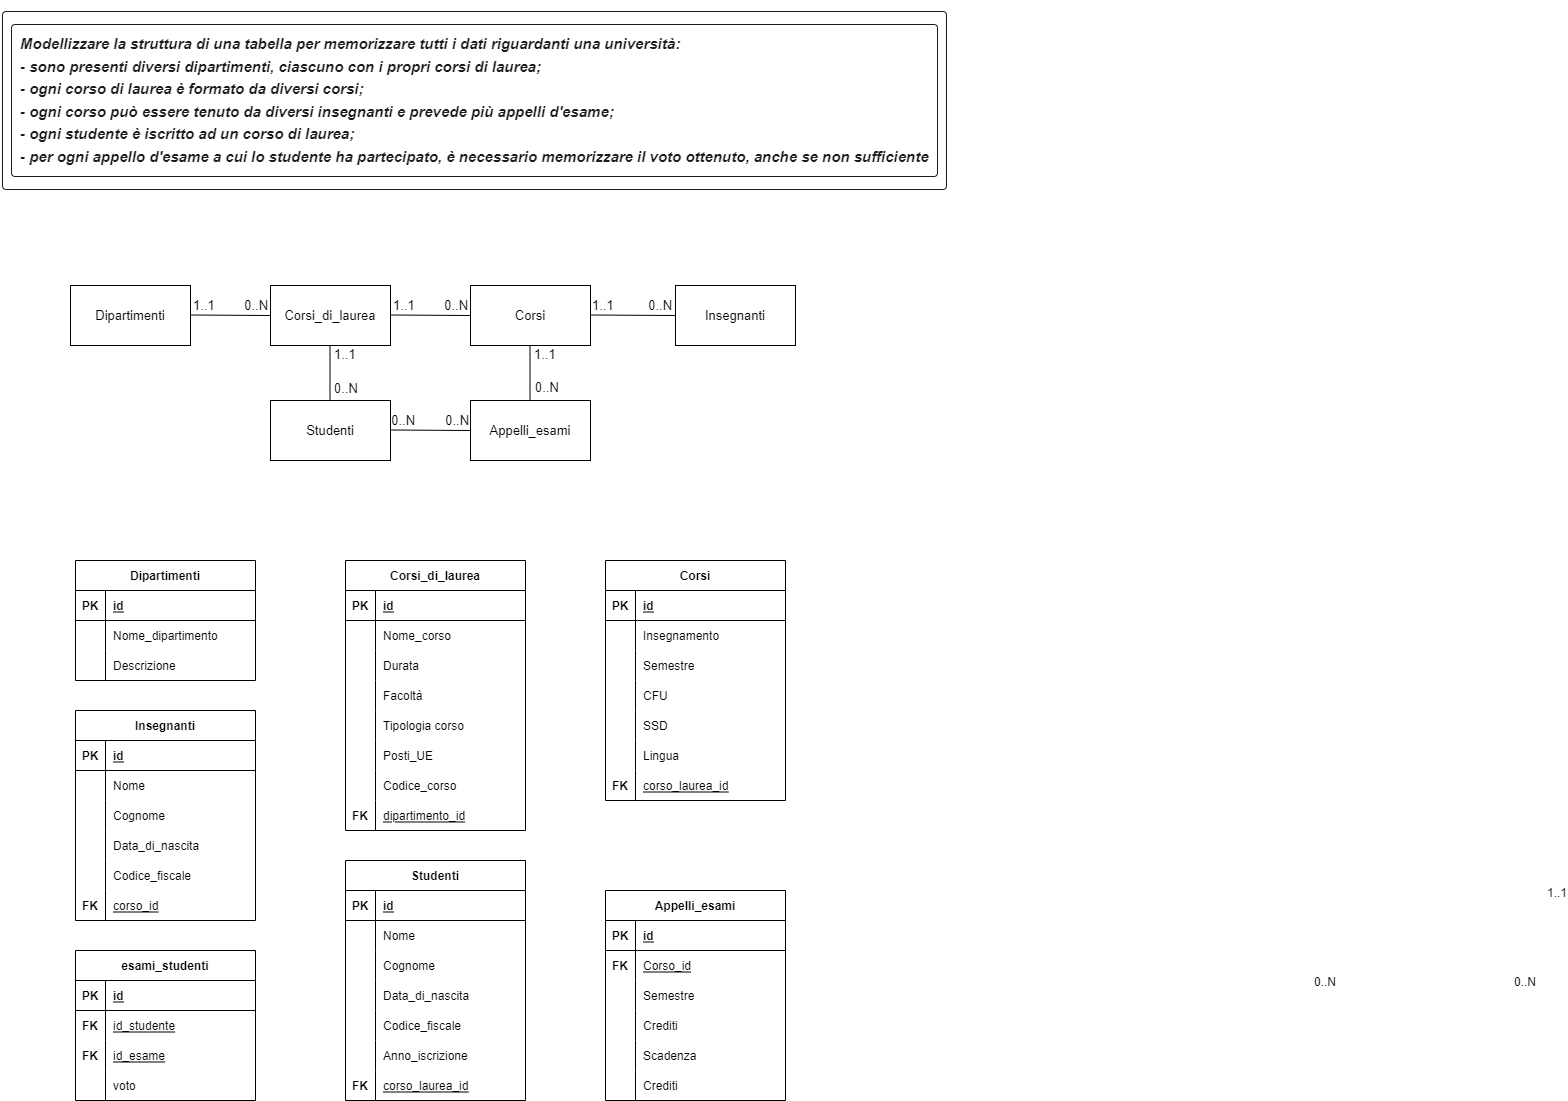 Modellizzare la struttura di una tabella per memorizzare tutti i dati riguardanti una università:
- sono presenti diversi dipartimenti, ciascuno con i propri corsi di laurea;
- ogni corso di laurea è formato da diversi corsi;
- ogni corso può essere tenuto da diversi insegnanti e prevede più appelli d'esame;
- ogni studente è iscritto ad un corso di laurea;
- per ogni appello d'esame a cui lo studente ha partecipato, è necessario memorizzare il voto ottenuto, anche se non sufficiente
Dipartimenti
1..1
0..N
Corsi_di_laurea
1..1
0..N
Corsi
1..1
0..N
Insegnanti
1..1
0..N
1..1
0..N
Studenti
0..N
0..N
Appelli_esami
Dipartimenti
PK id
Nome_dipartimento
Descrizione
Insegnanti
PK id
Nome
Cognome
Data_di_nascita
Codice_fiscale
FK corso_id
esami_studenti
PK id
FK id_studente
FK id_esame
voto
Corsi_di_laurea
PK id
Nome_corso
Durata
Facoltà
Tipologia corso
Posti_UE
Codice_corso
FK dipartimento_id
Studenti
PK id
Nome
Cognome
Data_di_nascita
Codice_fiscale
Anno_iscrizione
FK corso_laurea_id
Corsi
PK id
Insegnamento
Semestre
CFU
SSD
Lingua
FK corso_laurea_id
Appelli_esami
PK id
FK Corso_id
Semestre
Crediti
Scadenza
Crediti
1..1
0..N
0..N